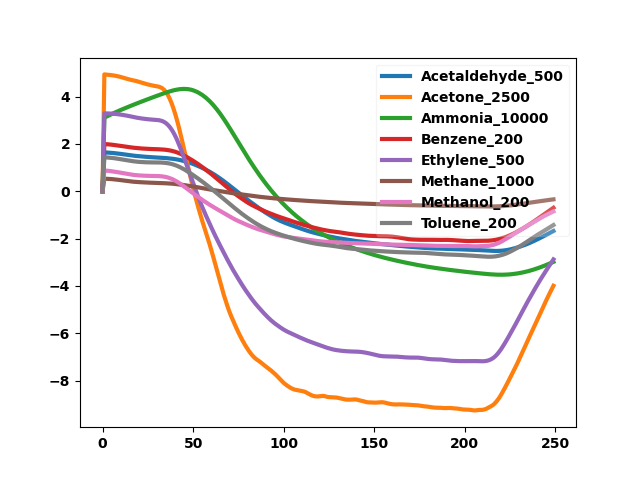 Acetaldehyde_500
Acetone_2500
Ammonia_10000
Benzene_200
Ethylene_500
Methane_1000
Methanol_200
Toluene_200
4
2
0
−2
−4
−6
−8
0 50 100 150 200 250